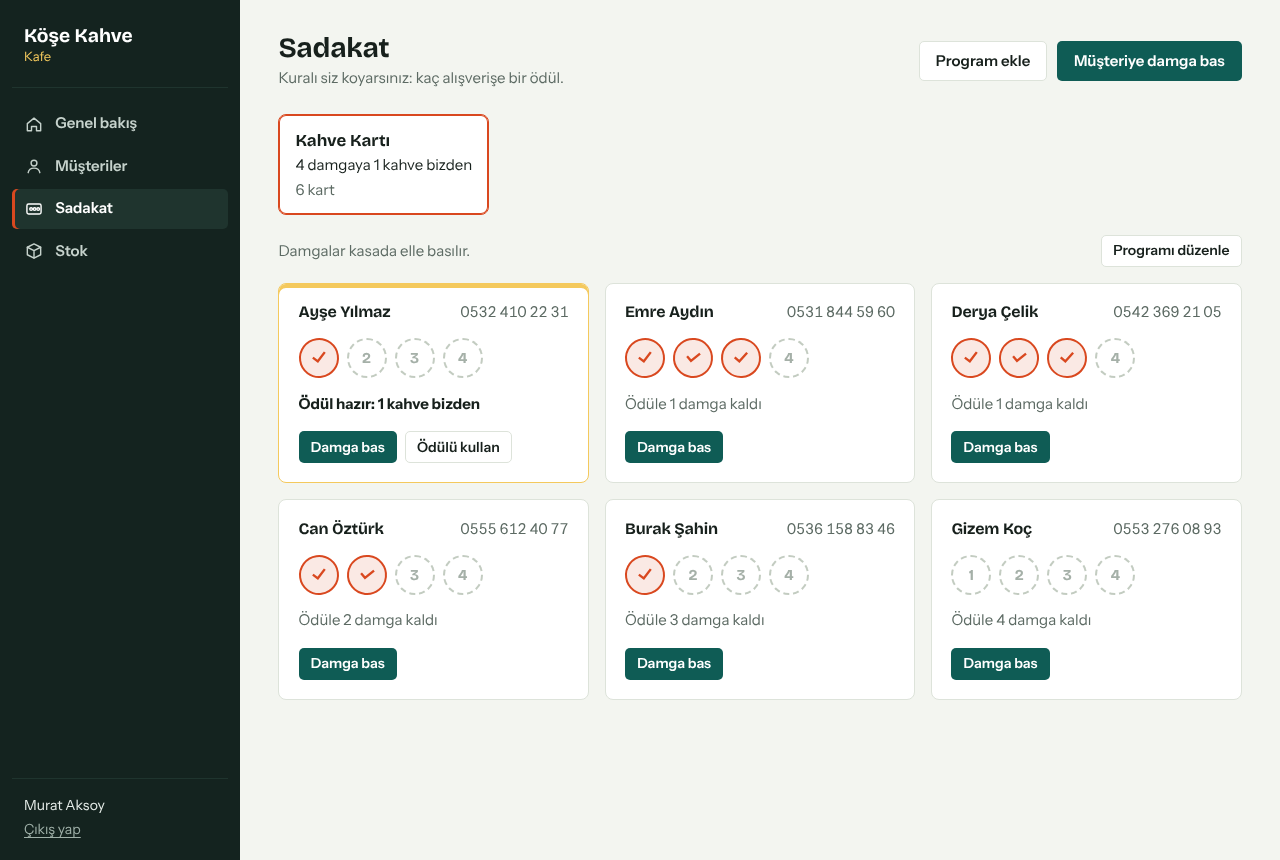 Köşe Kahve
Kafe
Genel bakış
Müşteriler
Sadakat
Stok
Murat Aksoy
Çıkış yap
Sadakat
Kuralı siz koyarsınız: kaç alışverişe bir ödül.
Program ekle
Müşteriye damga bas
Kahve Kartı
4 damgaya 1 kahve bizden
6 kart
Damgalar kasada elle basılır.
Programı düzenle
Ayşe Yılmaz 0532 410 22 31
2 3 4
Ödül hazır: 1 kahve bizden
Damga bas Ödülü kullan
Emre Aydın 0531 844 59 60
4
Ödüle 1 damga kaldı
Damga bas
Derya Çelik 0542 369 21 05
4
Ödüle 1 damga kaldı
Damga bas
Can Öztürk 0555 612 40 77
3 4
Ödüle 2 damga kaldı
Damga bas
Burak Şahin 0536 158 83 46
2 3 4
Ödüle 3 damga kaldı
Damga bas
Gizem Koç 0553 276 08 93
1 2 3 4
Ödüle 4 damga kaldı
Damga bas